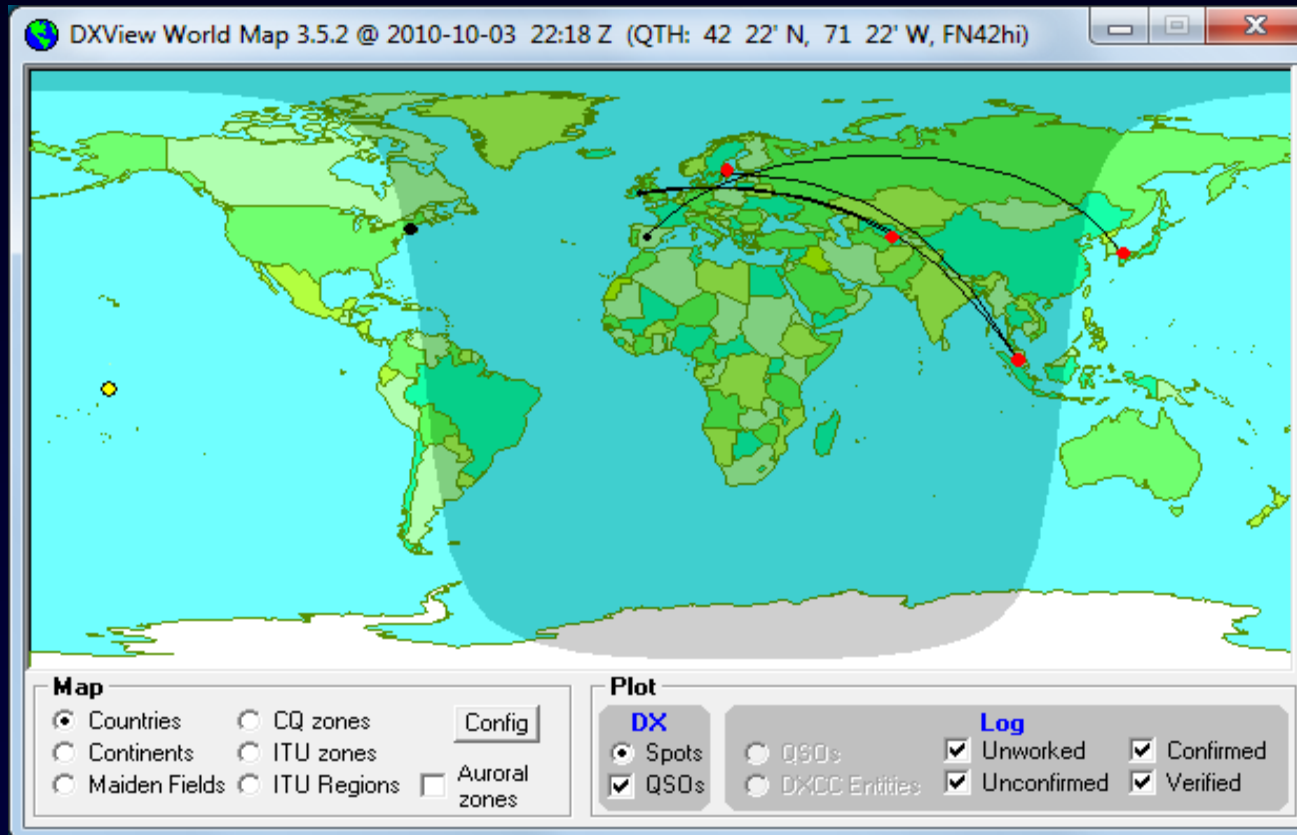 DXView World Map 3.5.2 @ 2010-10-03 22:18 Z (QTH: 42 22' N, 71 22' W, FN42hi)
Map
Countries
CQ zones
Config
Continents
ITU zones
Maiden Fields
ITU Regions
Auroral
zones
Plot
DX
Spots
QSOs
Log
QSOs
DXCC Entities
Unworked
Confirmed
Unconfirmed
Verified